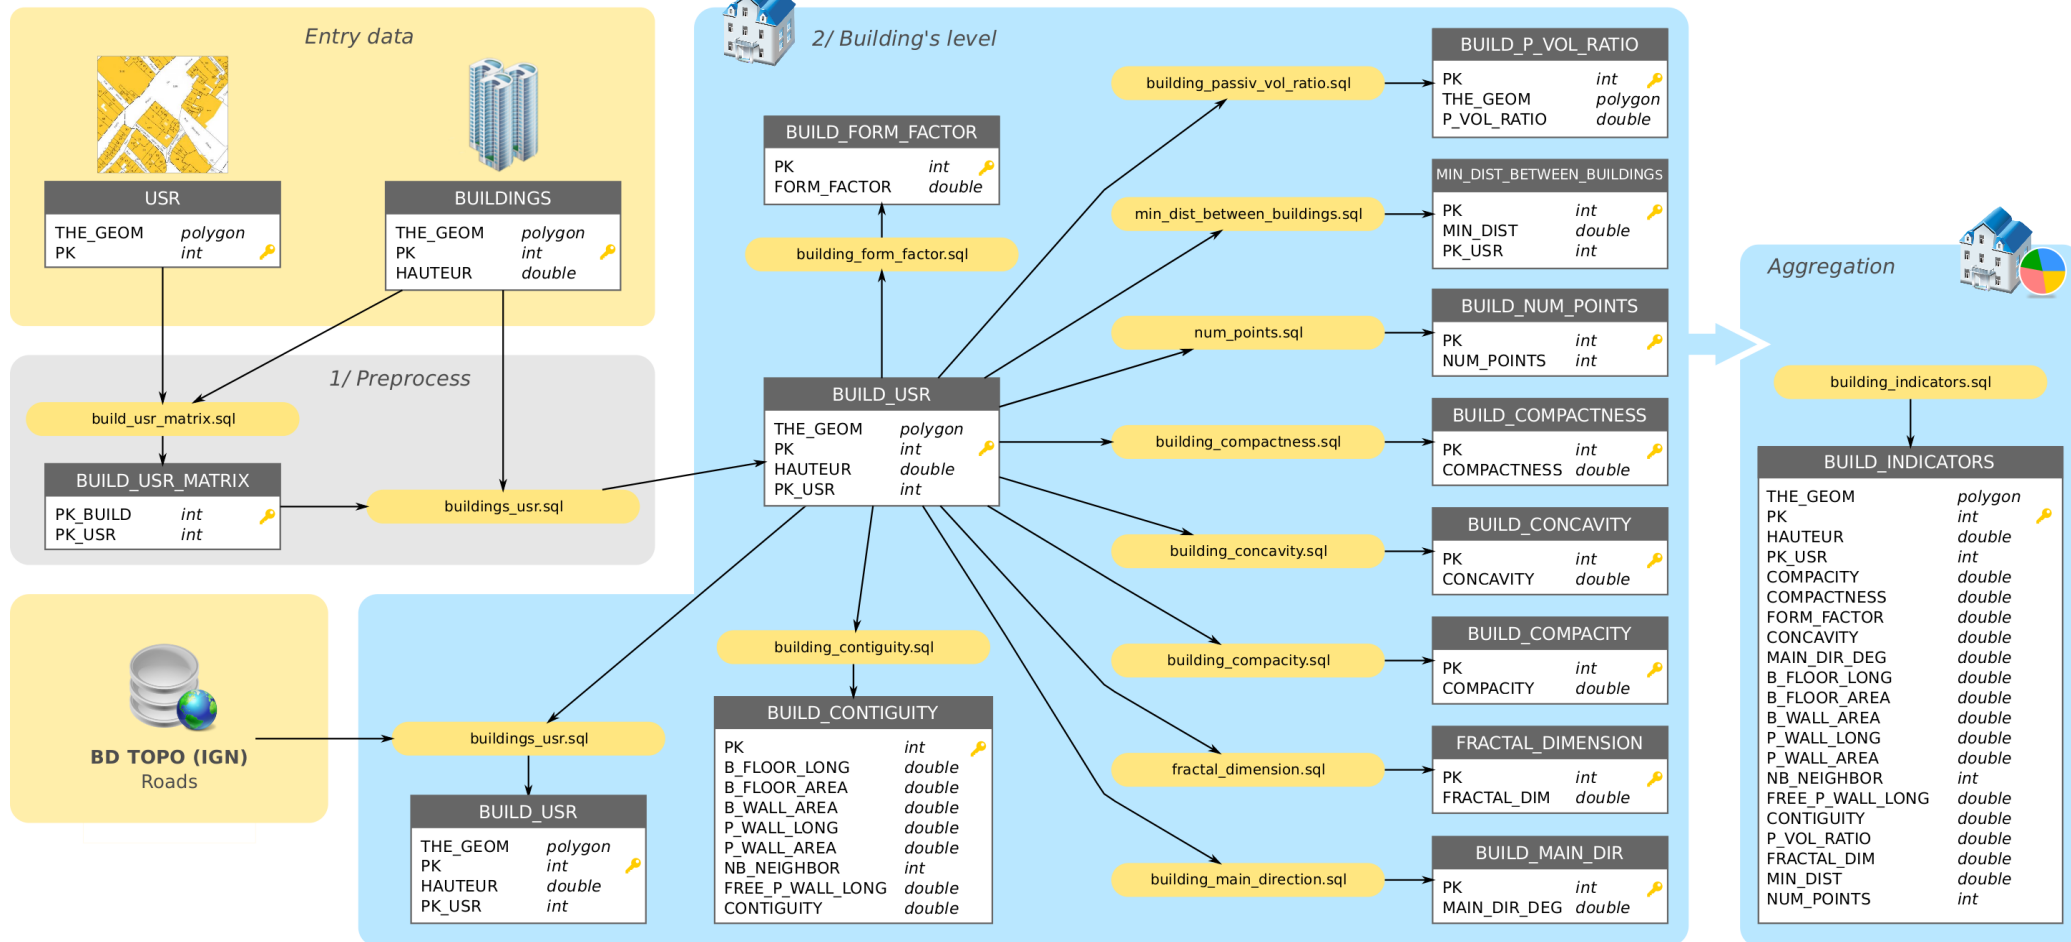 Entry data
USR
THE_GEOM polygon
PK int
BUILDINGS
THE_GEOM polygon
PK int
HAUTEUR double
1/ Preprocess
build_usr_matrix.sql
BUILD_USR_MATRIX
PK_BUILD int
PK_USR int
buildings_usr.sql
BD TOPO (IGN)
Roads
2/ Building's level
BUILD_FORM_FACTOR
PK int
FORM_FACTOR double
building_form_factor.sql
BUILD_USR
THE_GEOM polygon
PK int
HAUTEUR double
PK_USR int
buildings_usr.sql
BUILD_USR
THE_GEOM polygon
PK int
HAUTEUR double
PK_USR int
building_contiguity.sql
BUILD_CONTIGUITY
PK int
B_FLOOR_LONG double
B_FLOOR_AREA double
B_WALL_AREA double
P_WALL_LONG double
P_WALL_AREA double
NB_NEIGHBOR int
FREE_P_WALL_LONG double
CONTIGUITY double
building_passiv_vol_ratio.sql
BUILD_P_VOL_RATIO
PK int
THE_GEOM polygon
P_VOL_RATIO double
min_dist_between_buildings.sql
MIN_DIST_BETWEEN_BUILDINGS
PK int
MIN_DIST double
PK_USR int
num_points.sql
BUILD_NUM_POINTS
PK int
NUM_POINTS int
building_compactness.sql
BUILD_COMPACTNESS
PK int
COMPACTNESS double
building_concavity.sql
BUILD_CONCAVITY
PK int
CONCAVITY double
building_compacity.sql
BUILD_COMPACITY
PK int
COMPACITY double
fractal_dimension.sql
FRACTAL_DIMENSION
PK int
FRACTAL_DIM double
building_main_direction.sql
BUILD_MAIN_DIR
PK int
MAIN_DIR_DEG double
Aggregation
building_indicators.sql
BUILD_INDICATORS
THE_GEOM polygon
PK int
HAUTEUR double
PK_USR int
COMPACITY double
COMPACTNESS double
FORM_FACTOR double
CONCAVITY double
MAIN_DIR_DEG double
B_FLOOR_LONG double
B_FLOOR_AREA double
B_WALL_AREA double
P_WALL_LONG double
P_WALL_AREA double
NB_NEIGHBOR int
FREE_P_WALL_LONG double
CONTIGUITY double
P_VOL_RATIO double
FRACTAL_DIM double
MIN_DIST double
NUM_POINTS int